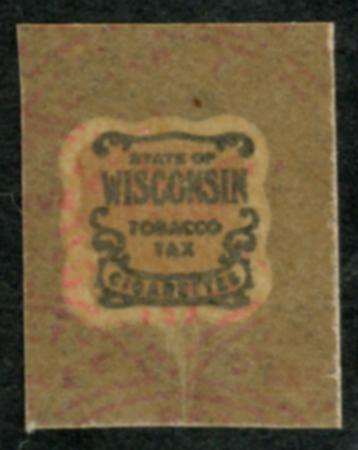 STATE OF
WISCONSIN
TOBACCO
TAX
CIGARETTES